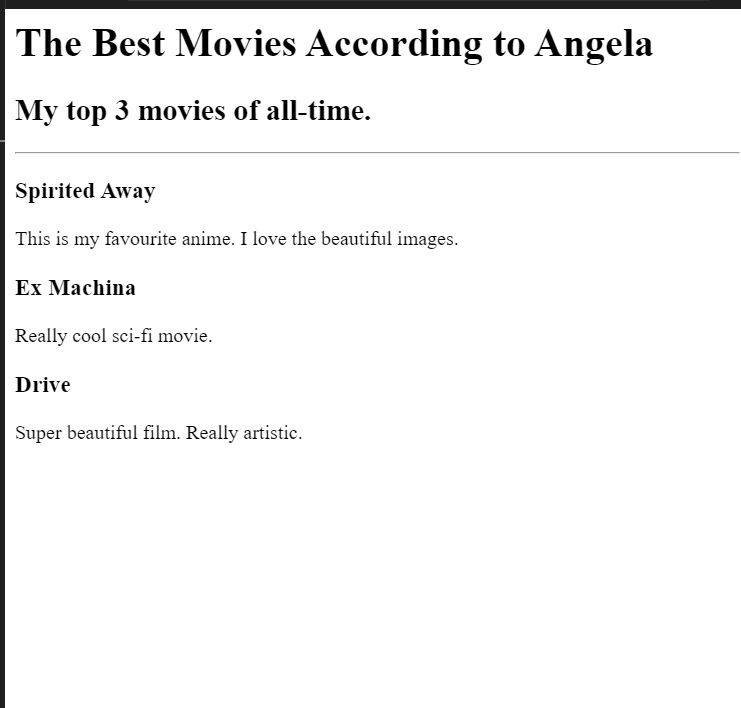 The Best Movies According to Angela
My top 3 movies of all-time.
Spirited Away
This is my favourite anime. I love the beautiful images.
Ex Machina
Really cool sci-fi movie.
Drive
Super beautiful film. Really artistic.